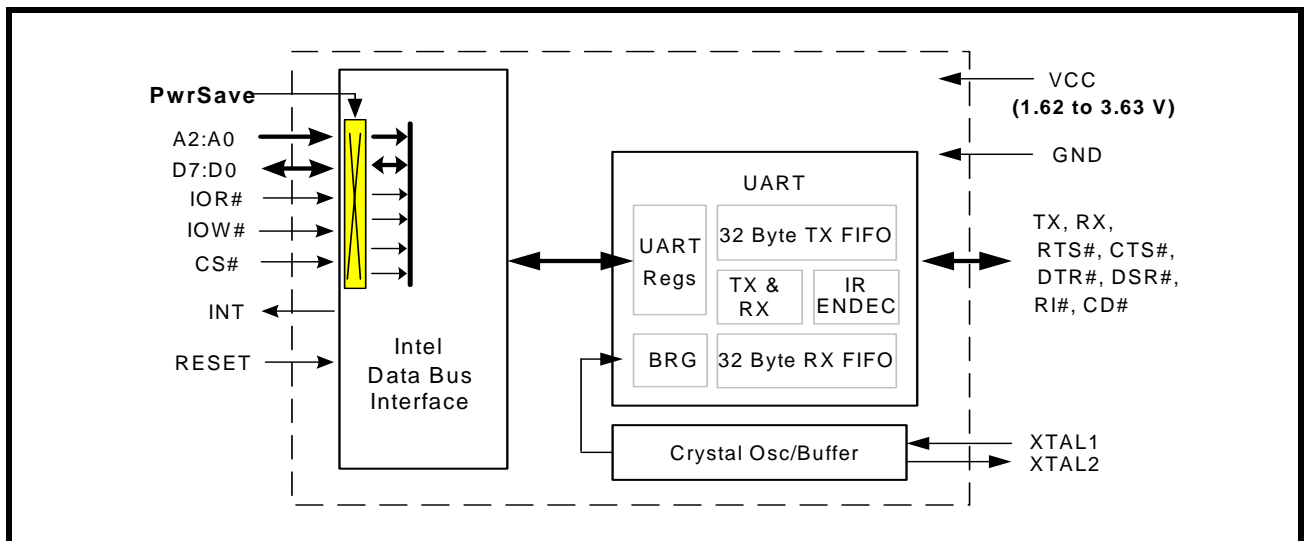 PwrSave
A2:A0
D7:D0
IOR#
IOW#
CS#
INT
RESET
Intel
Data Bus
Interface
UART
UART
Regs
32 Byte TX FIFO
TX &
RX
IR
ENDEC
BRG
32 Byte RX FIFO
Crystal Osc/Buffer
VCC
(1.62 to 3.63 V)
GND
TX, RX,
RTS#, CTS#,
DTR#, DSR#,
RI#, CD#
XTAL1
XTAL2